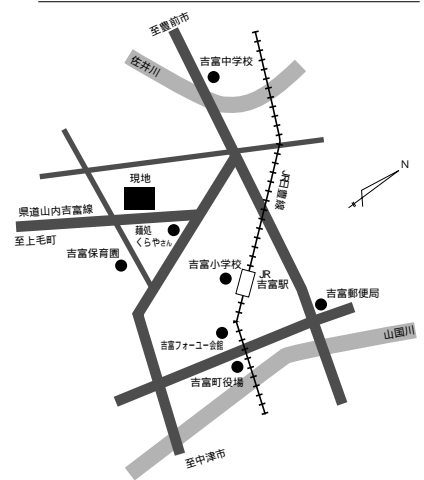 至豊前市
佐井川
吉富中学校
N
JR日豊線
現地
県道山内吉富線
至上毛町
麺処
くらやさん
吉富保育園
吉富小学校
JR
吉富駅
吉富郵便局
山国川
吉富フォーユー会館
吉富町役場
至中津市